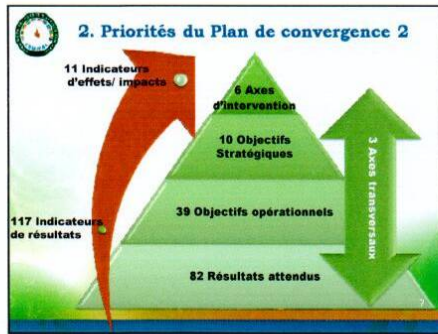 2. Priorités du Plan de convergence 2
11 Indicateurs
d'effets/ impacts
6 Axes
d'intervention
10 Objectifs
Stratégiques
3 Axes transversaux
117 Indicateurs
de résultats
39 Objectifs opérationnels
82 Résultats attendus
7